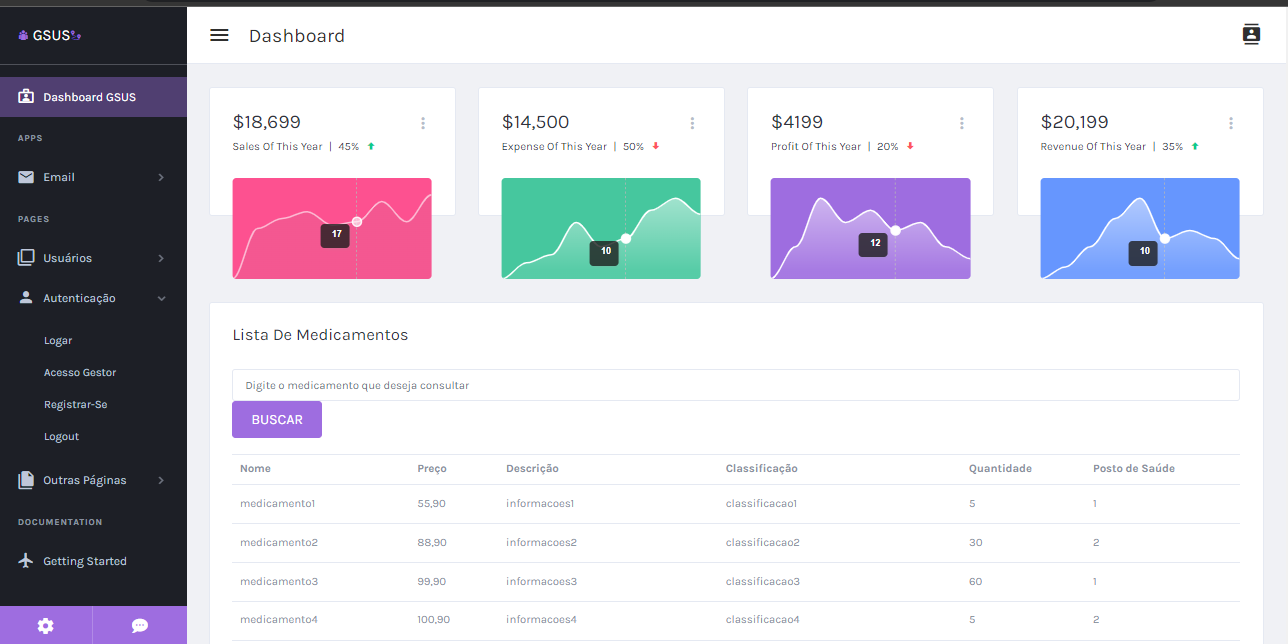 GSUS
Dashboard
Dashboard GSUS
APPS
Email
PAGES
Usuários
Autenticação
Logar
Acesso Gestor
Registrar-Se
Logout
Outras Páginas
DOCUMENTATION
Getting Started
$18,699
Sales Of This Year | 45%
17
$14,500
Expense Of This Year | 50%
10
$4199
Profit Of This Year | 20%
12
$20,199
Revenue Of This Year | 35%
10
Lista De Medicamentos
Digite o medicamento que deseja consultar
BUSCAR
Nome Preço Descrição Classificação Quantidade Posto de Saúde
medicamento1 55,90 informacoes1 classificacao1 5 1
medicamento2 88,90 informacoes2 classificacao2 30 2
medicamento3 99,90 informacoes3 classificacao3 60 1
medicamento4 100,90 informacoes4 classificacao4 5 2